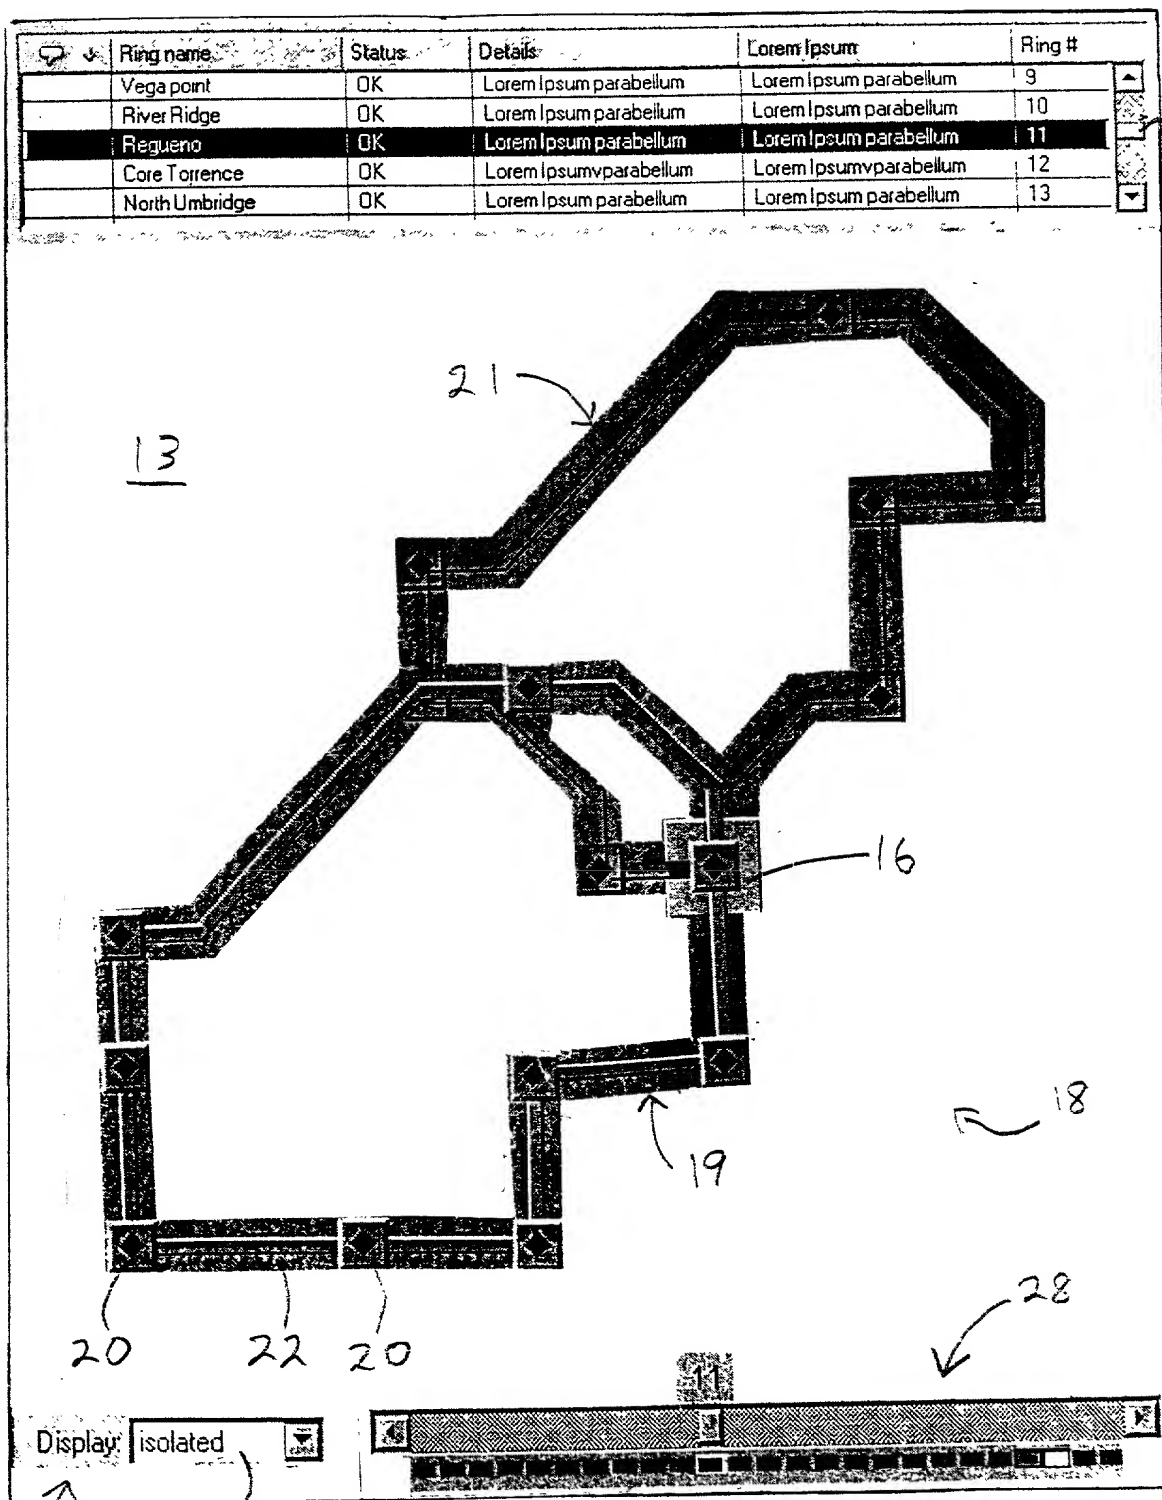 Ring name Status Details Lorem Ipsum Ring #
Vega point OK Lorem Ipsum parabellum Lorem Ipsum parabellum 9
River Ridge OK Lorem Ipsum parabellum Lorem Ipsum parabellum 10
Regueno OK Lorem Ipsum parabellum Lorem Ipsum parabellum 11
Core Torrence OK Lorem Ipsumvparabellum Lorem Ipsumvparabellum 12
North Umbridge OK Lorem Ipsum parabellum Lorem Ipsum parabellum 13
21
13
16
18
19
28
20 22 20
11
Display: isolated